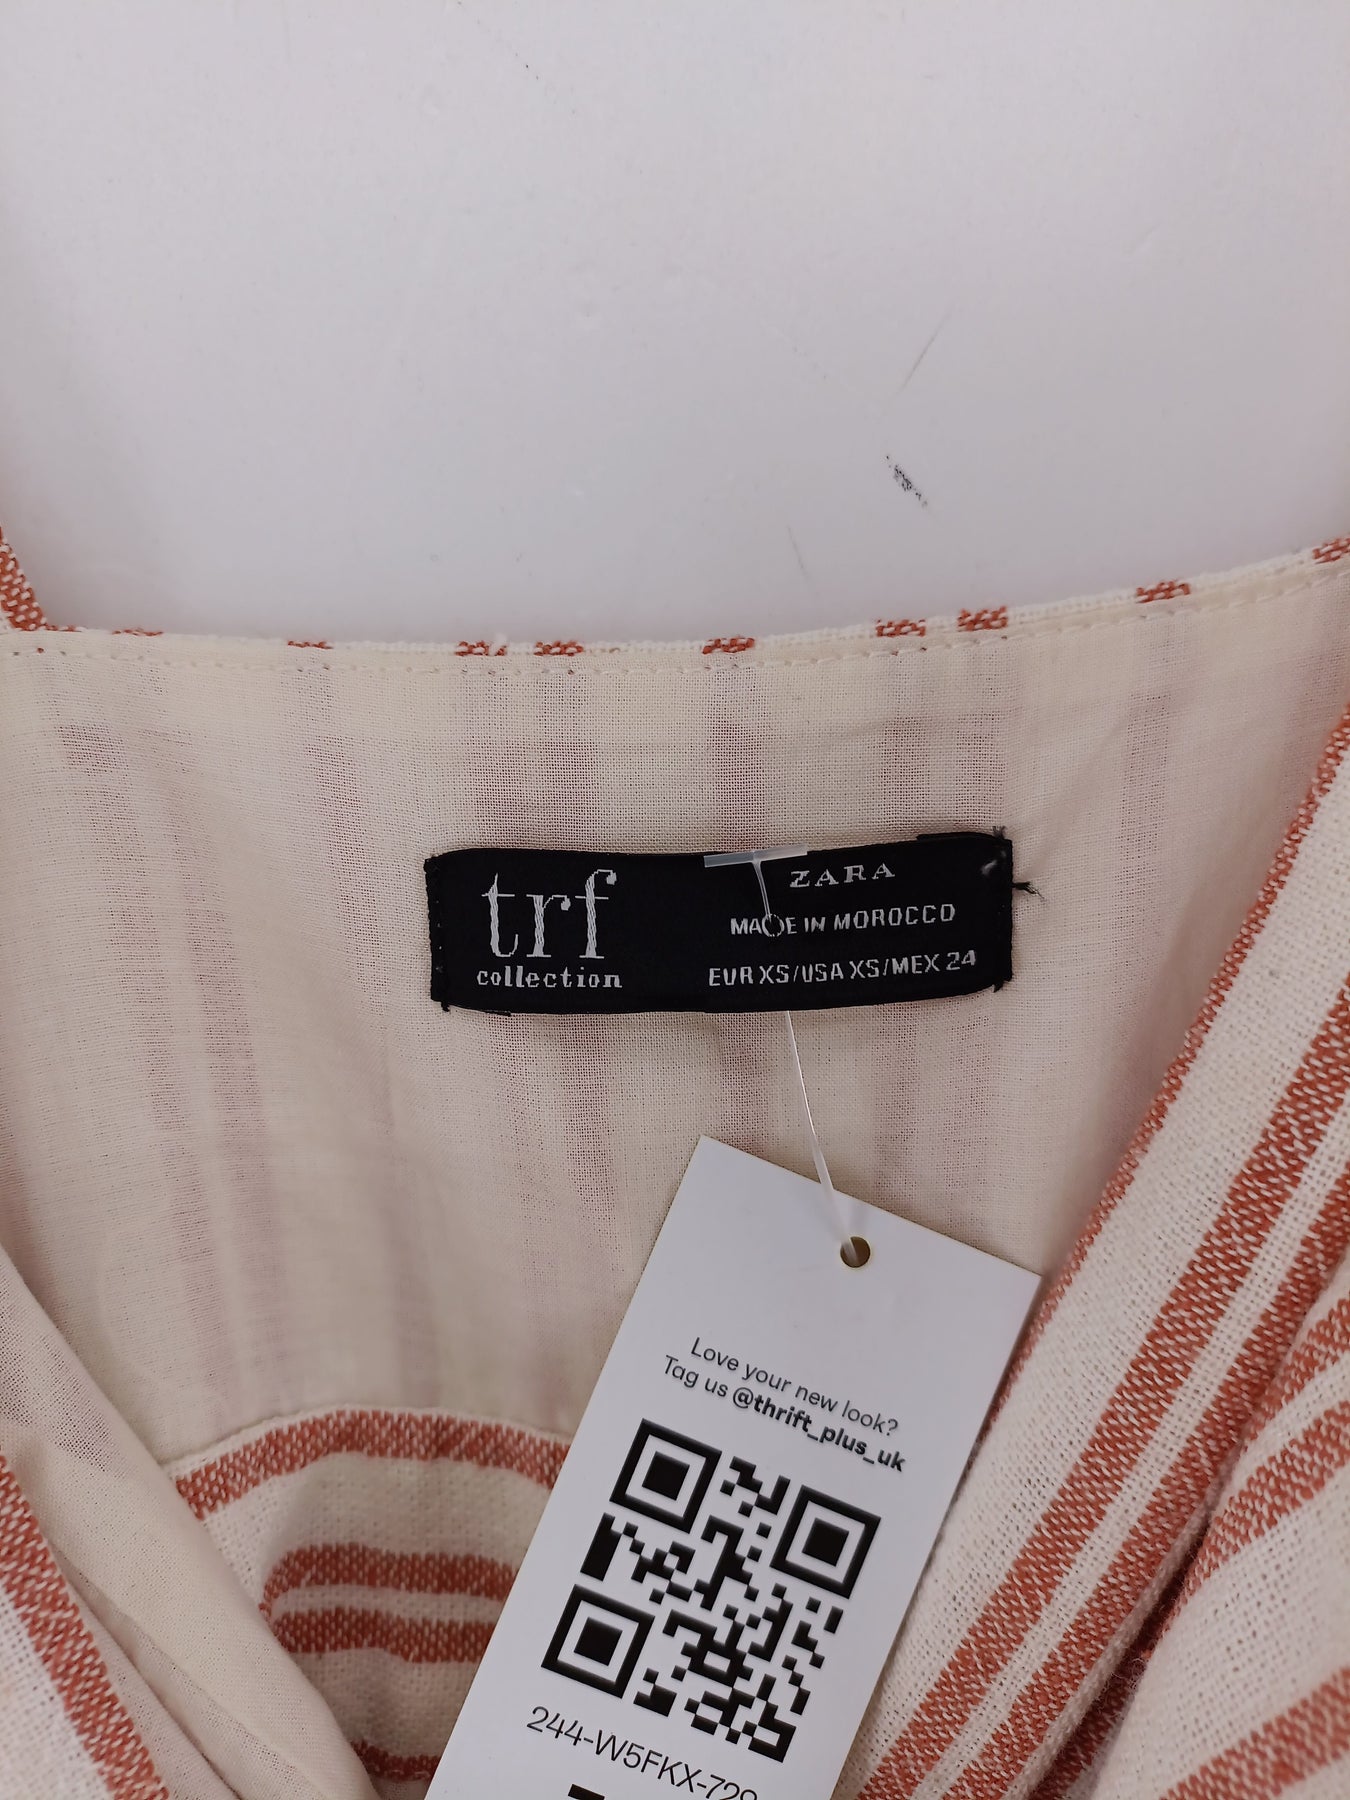 trf
collection
ZARA
MADE IN MOROCCO
EUR XS/USA XS/MEX 24
Love your new look?
Tag us @thrift_plus_uk